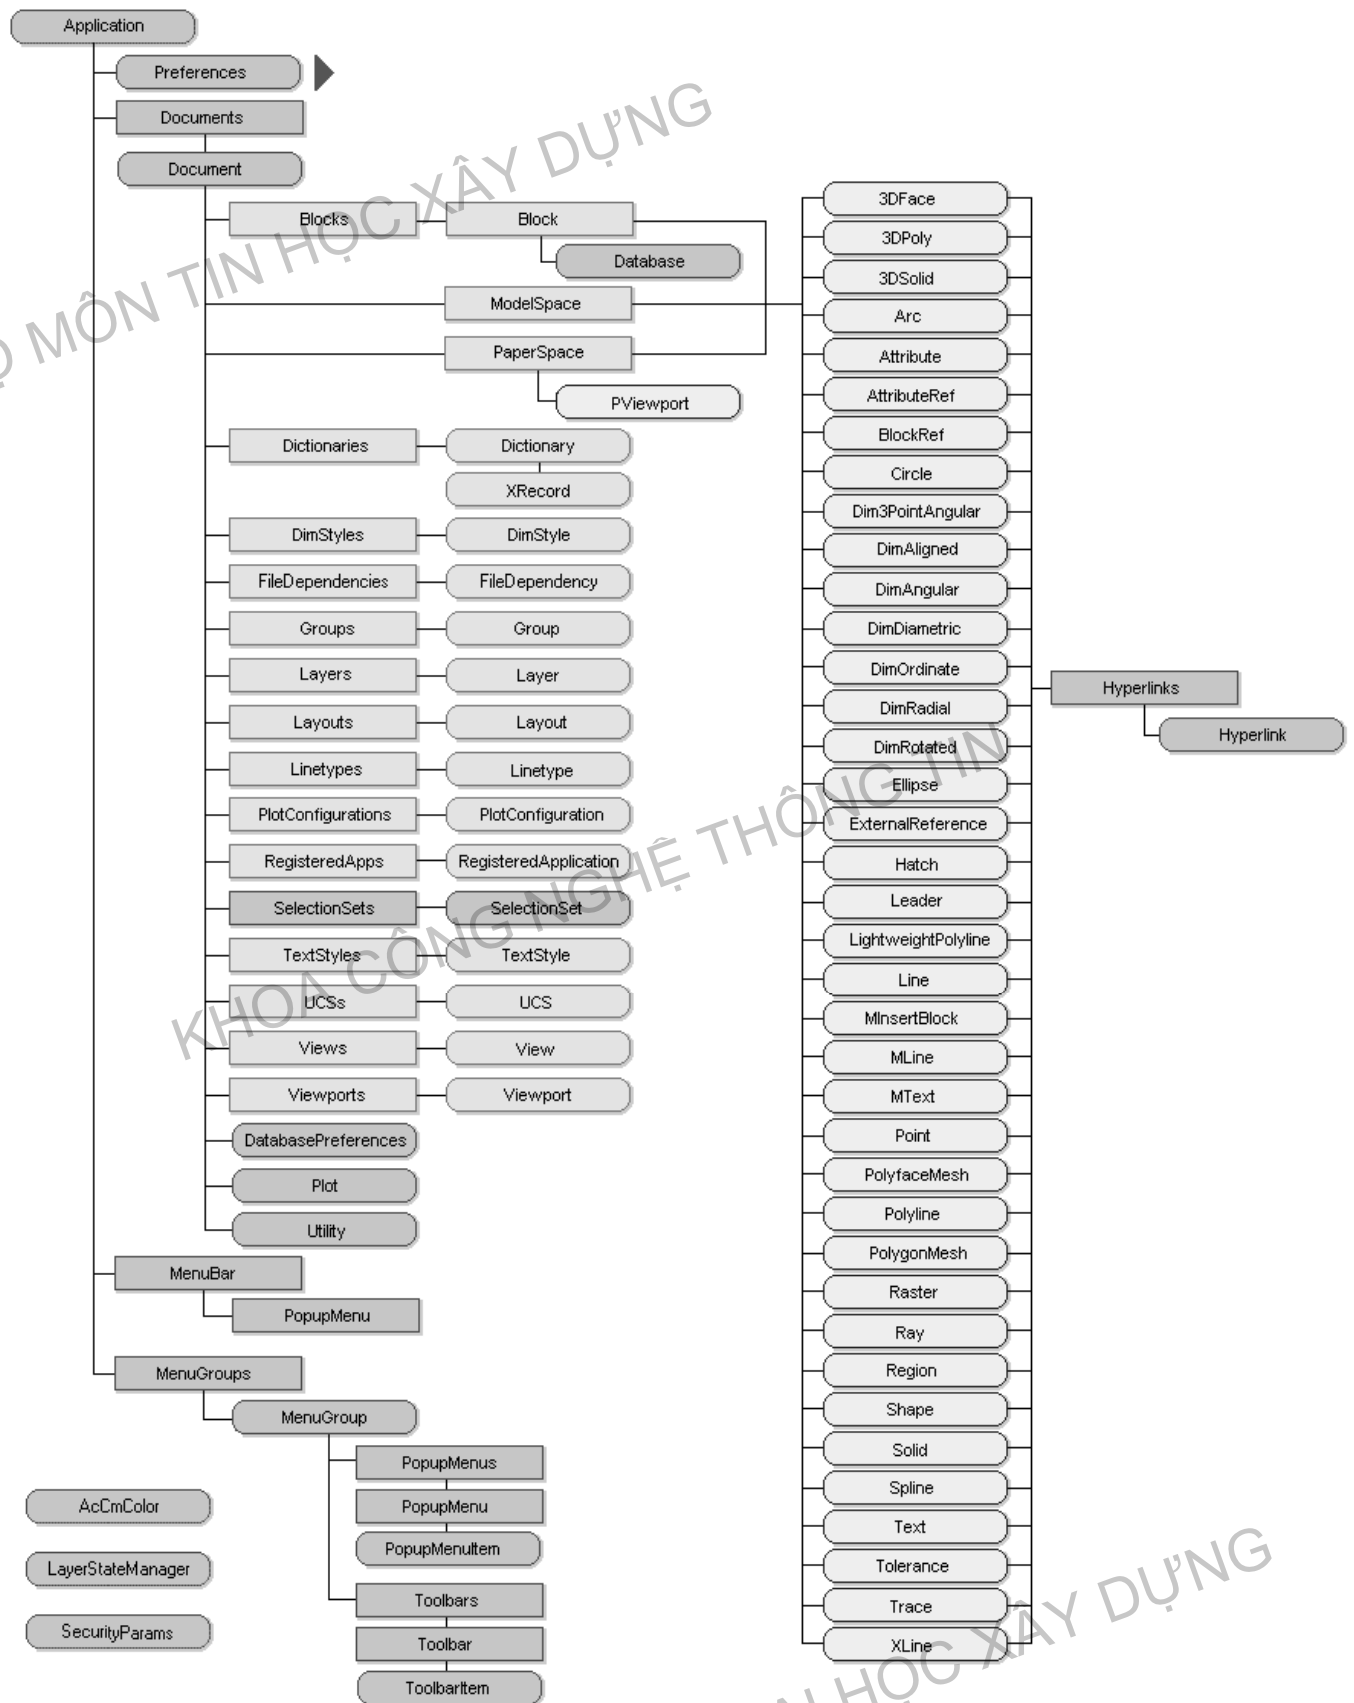 Application
Preferences
Documents
Document
Blocks
Block
Database
ModelSpace
PaperSpace
PViewport
Dictionaries
Dictionary
XRecord
DimStyles
DimStyle
FileDependencies
FileDependency
Groups
Group
Layers
Layer
Layouts
Layout
Linetypes
Linetype
PlotConfigurations
PlotConfiguration
RegisteredApps
RegisteredApplication
SelectionSets
SelectionSet
TextStyles
TextStyle
UCSs
UCS
Views
View
Viewports
Viewport
DatabasePreferences
Plot
Utility
MenuBar
PopupMenu
MenuGroups
MenuGroup
PopupMenus
PopupMenu
PopupMenuItem
Toolbars
Toolbar
ToolbarItem
AcCmColor
LayerStateManager
SecurityParams
3DFace
3DPoly
3DSolid
Arc
Attribute
AttributeRef
BlockRef
Circle
Dim3PointAngular
DimAligned
DimAngular
DimDiametric
DimOrdinate
DimRadial
DimRotated
Ellipse
ExternalReference
Hatch
Leader
LightweightPolyline
Line
MInsertBlock
MLine
MText
Point
PolyfaceMesh
Polyline
PolygonMesh
Raster
Ray
Region
Shape
Solid
Spline
Text
Tolerance
Trace
XLine
Hyperlinks
Hyperlink
MÔN TIN HỌC XÂY DỰNG
KHOA CÔNG NGHỆ THÔNG TIN
HỌC XÂY DỰNG